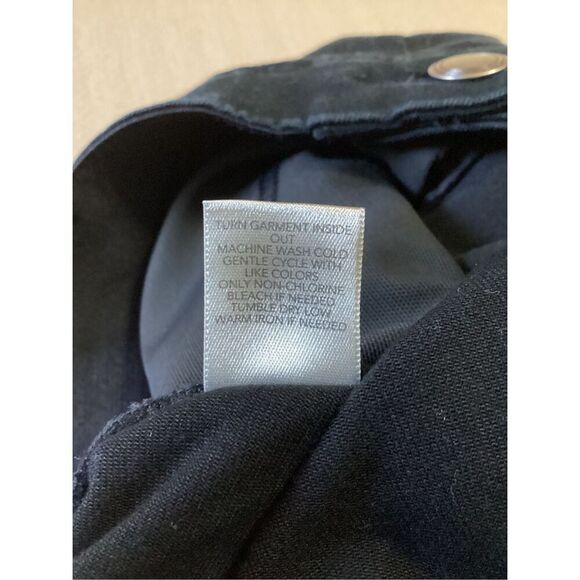 TURN GARMENT INSIDE
OUT
MACHINE WASH COLD
GENTLE CYCLE WITH
LIKE COLORS
ONLY NON-CHLORINE
BLEACH IF NEEDED
TUMBLE DRY LOW
WARM IRON IF NEEDED